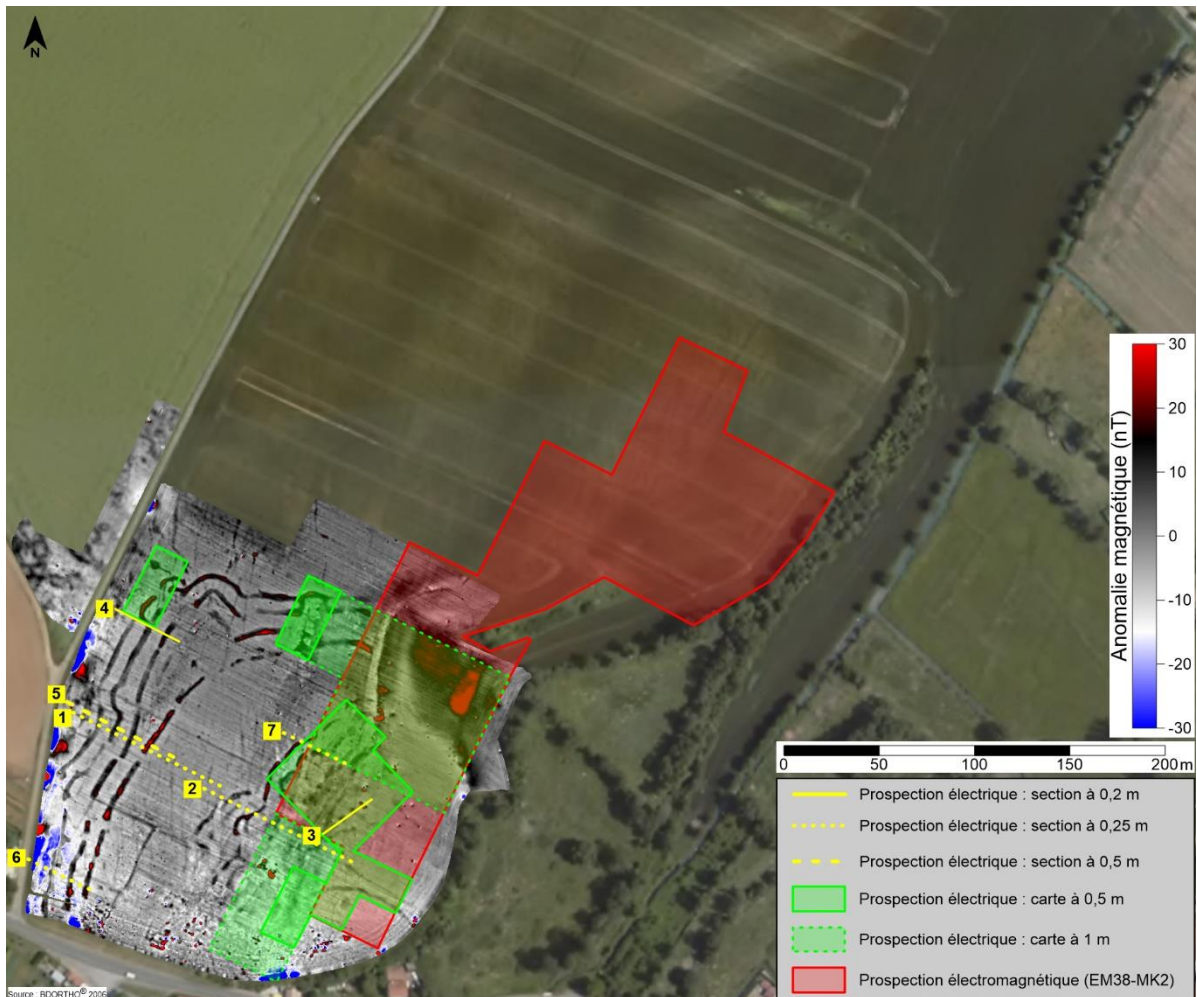 N
4
5
1
7
2
3
6
Anomalie magnétique (nT)
30
20
10
0
-10
-20
-30
0 50 100 150 200 m
Prospection électrique : section à 0,2 m
Prospection électrique : section à 0,25 m
Prospection électrique : section à 0,5 m
Prospection électrique : carte à 0,5 m
Prospection électrique : carte à 1 m
Prospection électromagnétique (EM38-MK2)
Source : BDORTHO® 2006